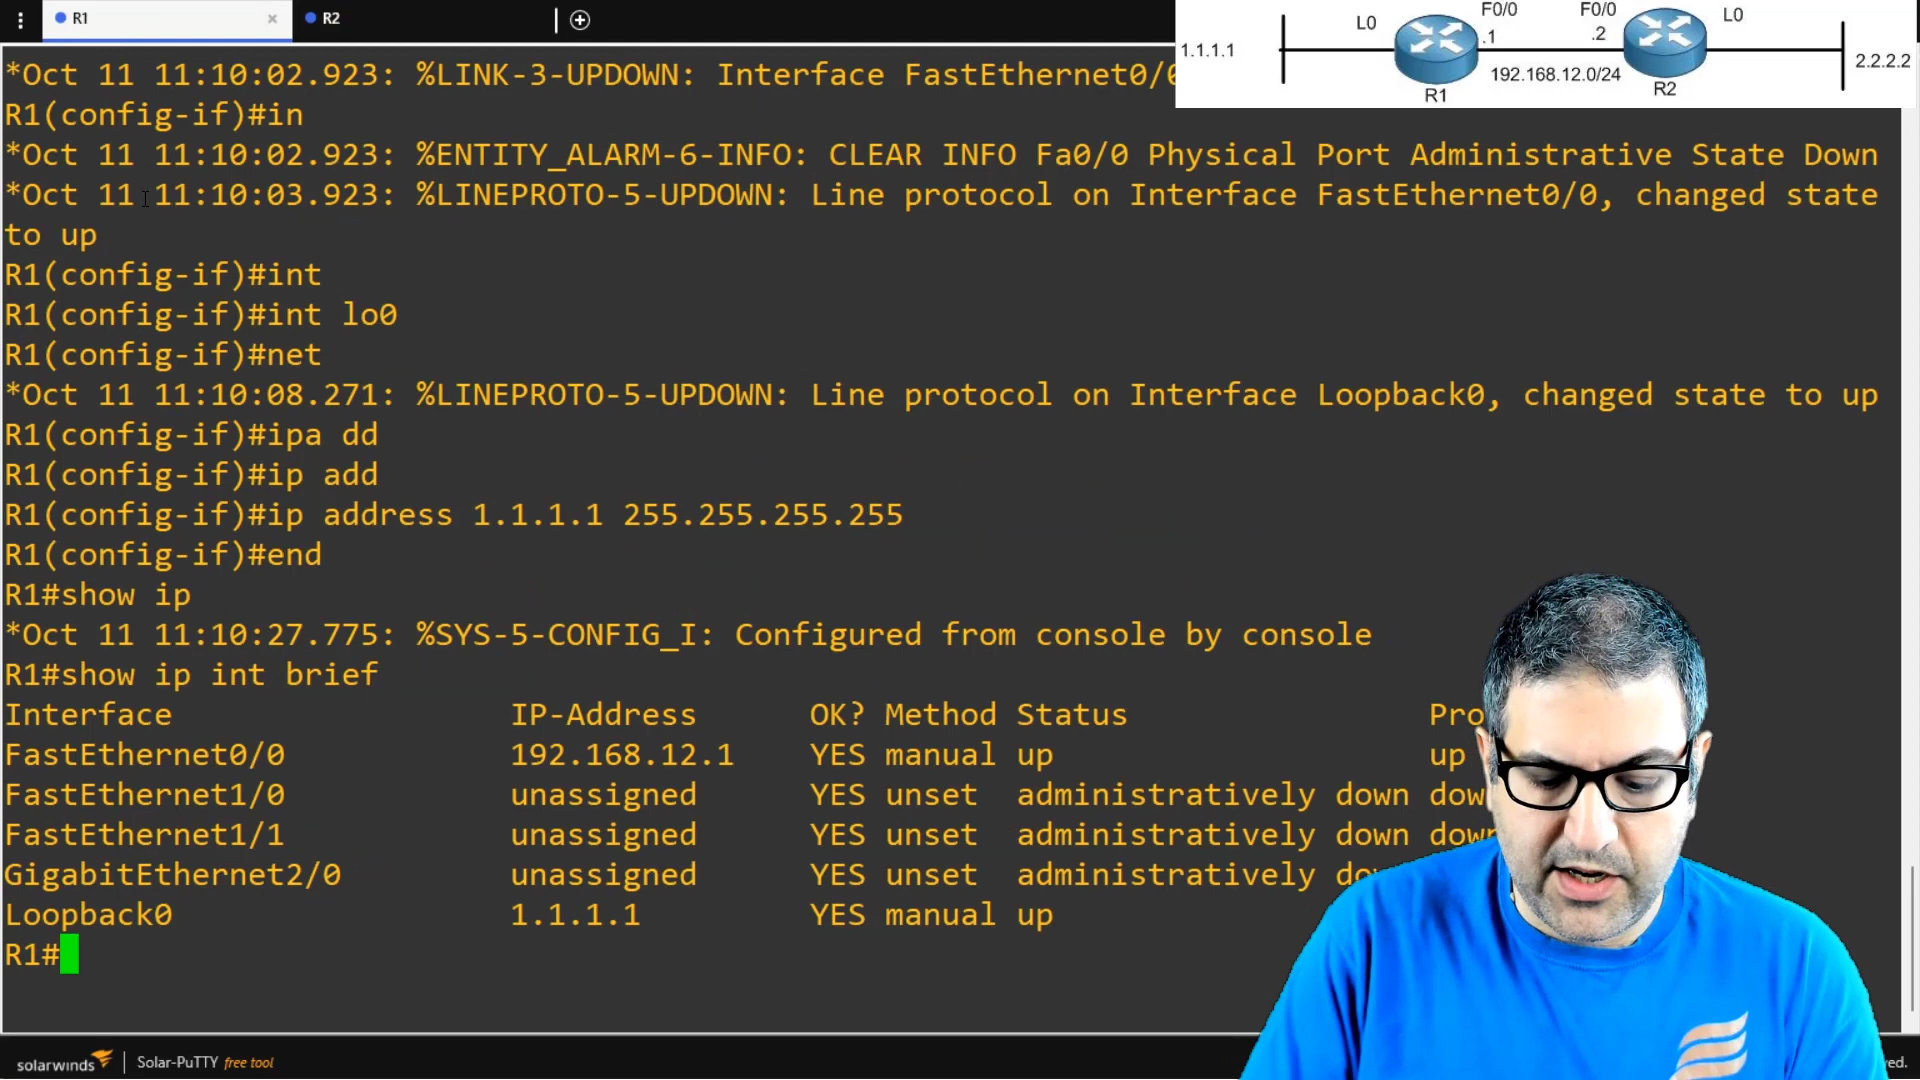 R1
R2
*Oct 11 11:10:02.923: %LINK-3-UPDOWN: Interface FastEthernet0/0
R1(config-if)#in
*Oct 11 11:10:02.923: %ENTITY_ALARM-6-INFO: CLEAR INFO Fa0/0 Physical Port Administrative State Down
*Oct 11 11:10:03.923: %LINEPROTO-5-UPDOWN: Line protocol on Interface FastEthernet0/0, changed state
to up
R1(config-if)#int
R1(config-if)#int lo0
R1(config-if)#net
*Oct 11 11:10:08.271: %LINEPROTO-5-UPDOWN: Line protocol on Interface Loopback0, changed state to up
R1(config-if)#ipa dd
R1(config-if)#ip add
R1(config-if)#ip address 1.1.1.1 255.255.255.255
R1(config-if)#end
R1#show ip
*Oct 11 11:10:27.775: %SYS-5-CONFIG_I: Configured from console by console
R1#show ip int brief
Interface IP-Address OK? Method Status Pro
FastEthernet0/0 192.168.12.1 YES manual up up
FastEthernet1/0 unassigned YES unset administratively down dow
FastEthernet1/1 unassigned YES unset administratively down down
GigabitEthernet2/0 unassigned YES unset administratively do
Loopback0 1.1.1.1 YES manual up
R1#
L0 F0/0 F0/0 L0
1.1.1.1 .1 .2 2.2.2.2
192.168.12.0/24
R1 R2
solarwinds Solar-PuTTY free tool
ved.